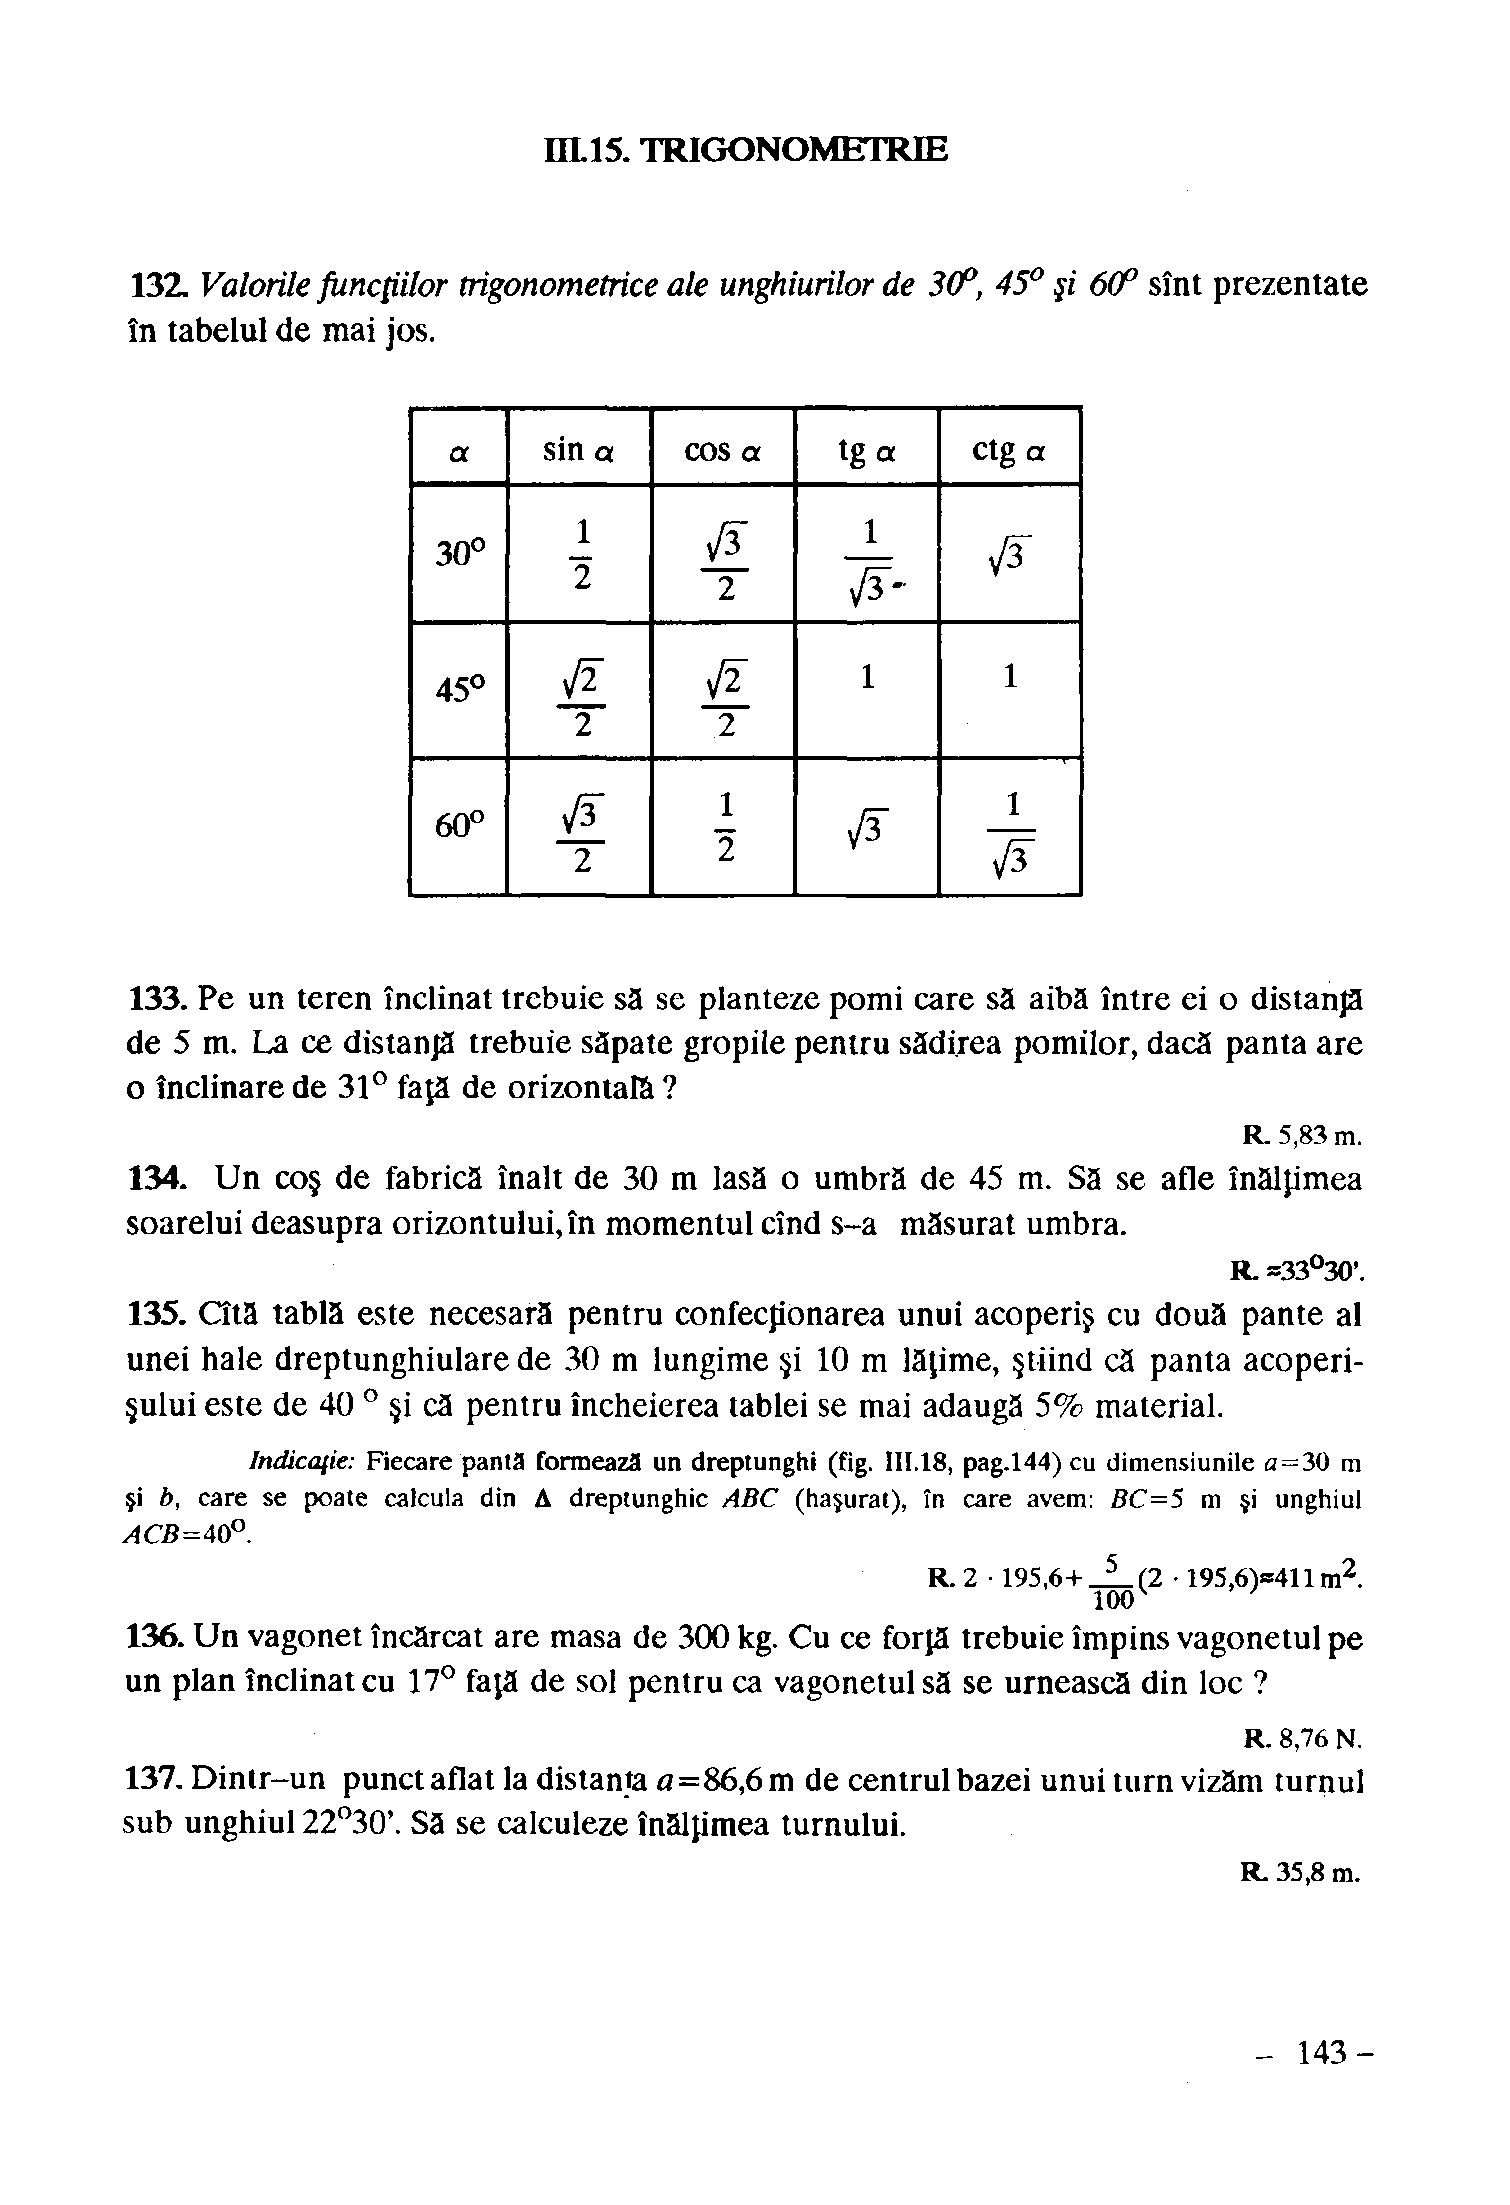 III.15. TRIGONOMETRIE
132. Valorile funcţiilor trigonometrice ale unghiurilor de 30°, 45° şi 60° sînt prezentate
în tabelul de mai jos.
α sin α cos α tg α ctg α
30° 1/2 √3/2 1/√3 √3
45° √2/2 √2/2 1 1
60° √3/2 1/2 √3 1/√3
133. Pe un teren înclinat trebuie să se planteze pomi care să aibă între ei o distanţă
de 5 m. La ce distanţă trebuie săpate gropile pentru sădirea pomilor, dacă panta are
o înclinare de 31° faţă de orizontală ?
R. 5,83 m.
134. Un coş de fabrică înalt de 30 m lasă o umbră de 45 m. Să se afle înălţimea
soarelui deasupra orizontului, în momentul cînd s-a măsurat umbra.
R. ≈33°30'.
135. Cîtă tablă este necesară pentru confecţionarea unui acoperiş cu două pante al
unei hale dreptunghiulare de 30 m lungime şi 10 m lăţime, ştiind că panta acoperi-
şului este de 40 ° şi că pentru încheierea tablei se mai adaugă 5% material.
Indicaţie: Fiecare pantă formează un dreptunghi (fig. III.18, pag.144) cu dimensiunile a=30 m
şi b, care se poate calcula din Δ dreptunghic ABC (haşurat), în care avem: BC=5 m şi unghiul
ACB=40°.
R. 2 · 195,6+ 5/100 (2 · 195,6)≈411 m².
136. Un vagonet încărcat are masa de 300 kg. Cu ce forţă trebuie împins vagonetul pe
un plan înclinat cu 17° faţă de sol pentru ca vagonetul să se urnească din loc ?
R. 8,76 N.
137. Dintr-un punct aflat la distanţa a=86,6 m de centrul bazei unui turn vizăm turnul
sub unghiul 22°30'. Să se calculeze înălţimea turnului.
R. 35,8 m.
- 143 -